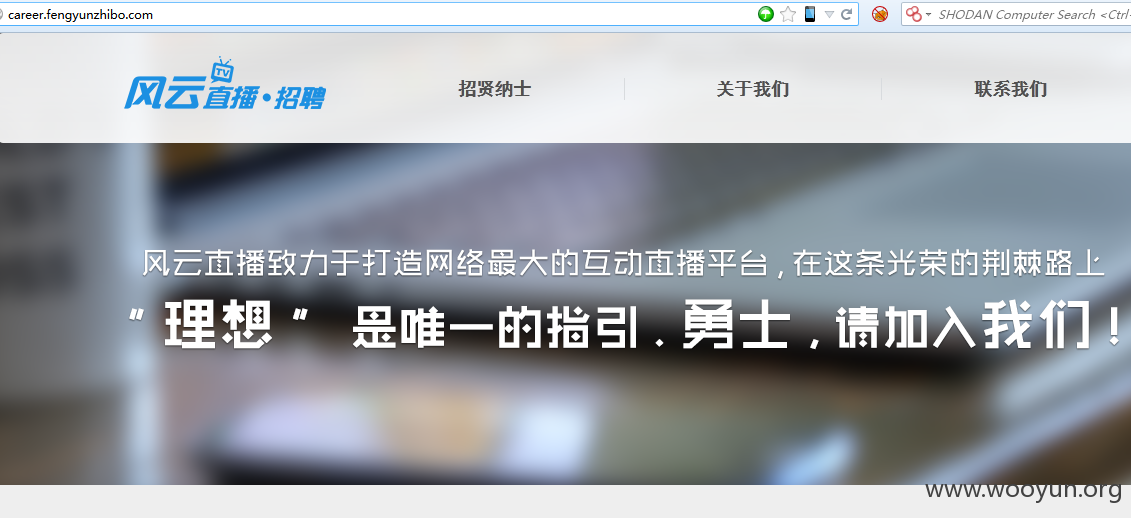 career.fengyunzhibo.com
SHODAN Computer Search <Ctrl-
风云直播·招聘
TV
招贤纳士
关于我们
联系我们
风云直播致力于打造网络最大的互动直播平台,在这条光荣的荆棘路上
“理想” 是唯一的指引.勇士,请加入我们!
www.wooyun.org